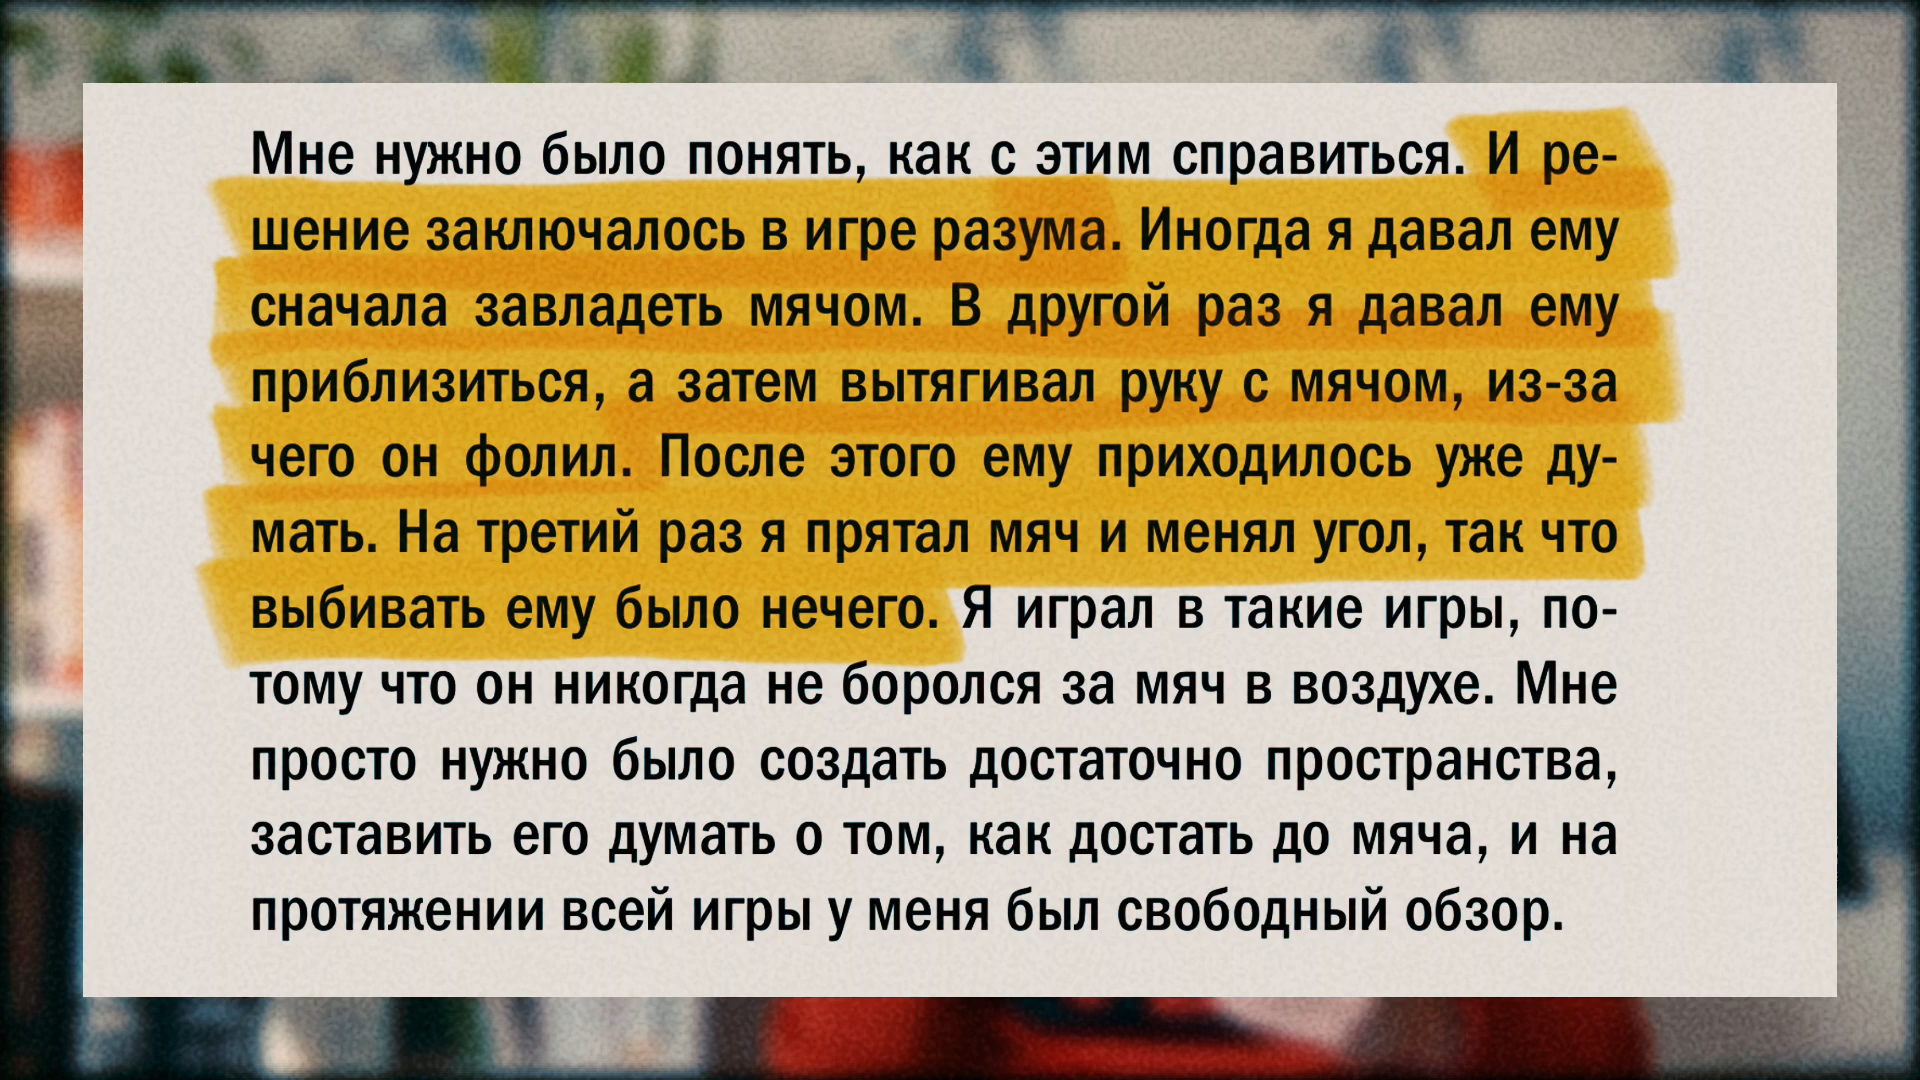 Мне нужно было понять, как с этим справиться. И ре-
шение заключалось в игре разума. Иногда я давал ему
сначала завладеть мячом. В другой раз я давал ему
приблизиться, а затем вытягивал руку с мячом, из-за
чего он фолил. После этого ему приходилось уже ду-
мать. На третий раз я прятал мяч и менял угол, так что
выбивать ему было нечего. Я играл в такие игры, по-
тому что он никогда не боролся за мяч в воздухе. Мне
просто нужно было создать достаточно пространства,
заставить его думать о том, как достать до мяча, и на
протяжении всей игры у меня был свободный обзор.